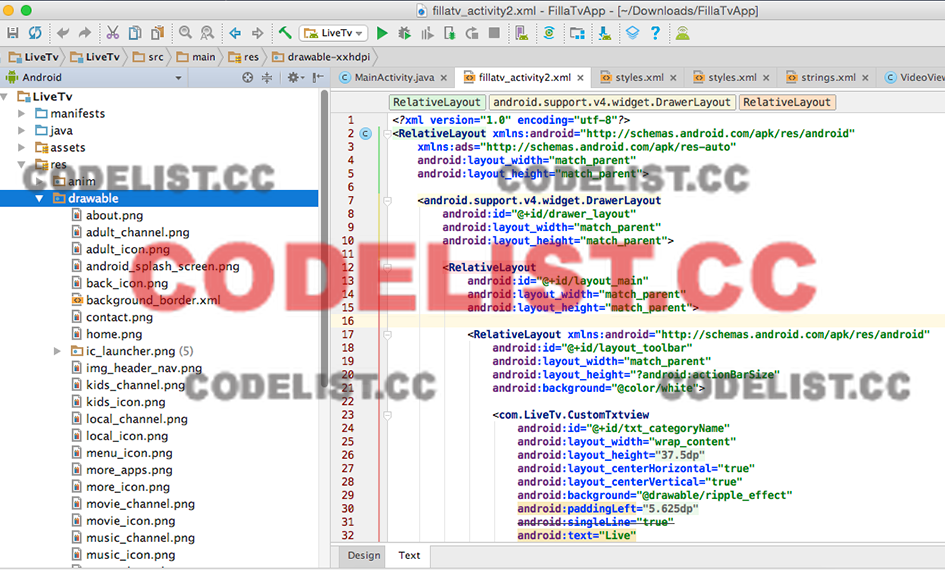 fillatv_activity2.xml - FillaTvApp - [~/Downloads/FillaTvApp]
LiveTv
LiveTv LiveTv src main res drawable-xxhdpi
Android
MainActivity.java fillatv_activity2.xml styles.xml styles.xml strings.xml VideoView
RelativeLayout android.support.v4.widget.DrawerLayout RelativeLayout
LiveTv
manifests
java
assets
res
anim
drawable
about.png
adult_channel.png
adult_icon.png
android_splash_screen.png
back_icon.png
background_border.xml
contact.png
home.png
ic_launcher.png (5)
img_header_nav.png
kids_channel.png
kids_icon.png
local_channel.png
local_icon.png
menu_icon.png
more_apps.png
more_icon.png
movie_channel.png
movie_icon.png
music_channel.png
music_icon.png
1 <?xml version="1.0" encoding="utf-8"?>
2 <RelativeLayout xmlns:android="http://schemas.android.com/apk/res/android"
3 xmlns:ads="http://schemas.android.com/apk/res-auto"
4 android:layout_width="match_parent"
5 android:layout_height="match_parent">
6
7 <android.support.v4.widget.DrawerLayout
8 android:id="@+id/drawer_layout"
9 android:layout_width="match_parent"
10 android:layout_height="match_parent">
11
12 <RelativeLayout
13 android:id="@+id/layout_main"
14 android:layout_width="match_parent"
15 android:layout_height="match_parent">
16
17 <RelativeLayout xmlns:android="http://schemas.android.com/apk/res/android"
18 android:id="@+id/layout_toolbar"
19 android:layout_width="match_parent"
20 android:layout_height="?android:actionBarSize"
21 android:background="@color/white">
22
23 <com.LiveTv.CustomTxtview
24 android:id="@+id/txt_categoryName"
25 android:layout_width="wrap_content"
26 android:layout_height="37.5dp"
27 android:layout_centerHorizontal="true"
28 android:layout_centerVertical="true"
29 android:background="@drawable/ripple_effect"
30 android:paddingLeft="5.625dp"
31 android:singleLine="true"
32 android:text="Live"
Design Text
CODELIST.CC
CODELIST.CC
CODELIST.CC
CODELIST.CC
CODELIST.CC